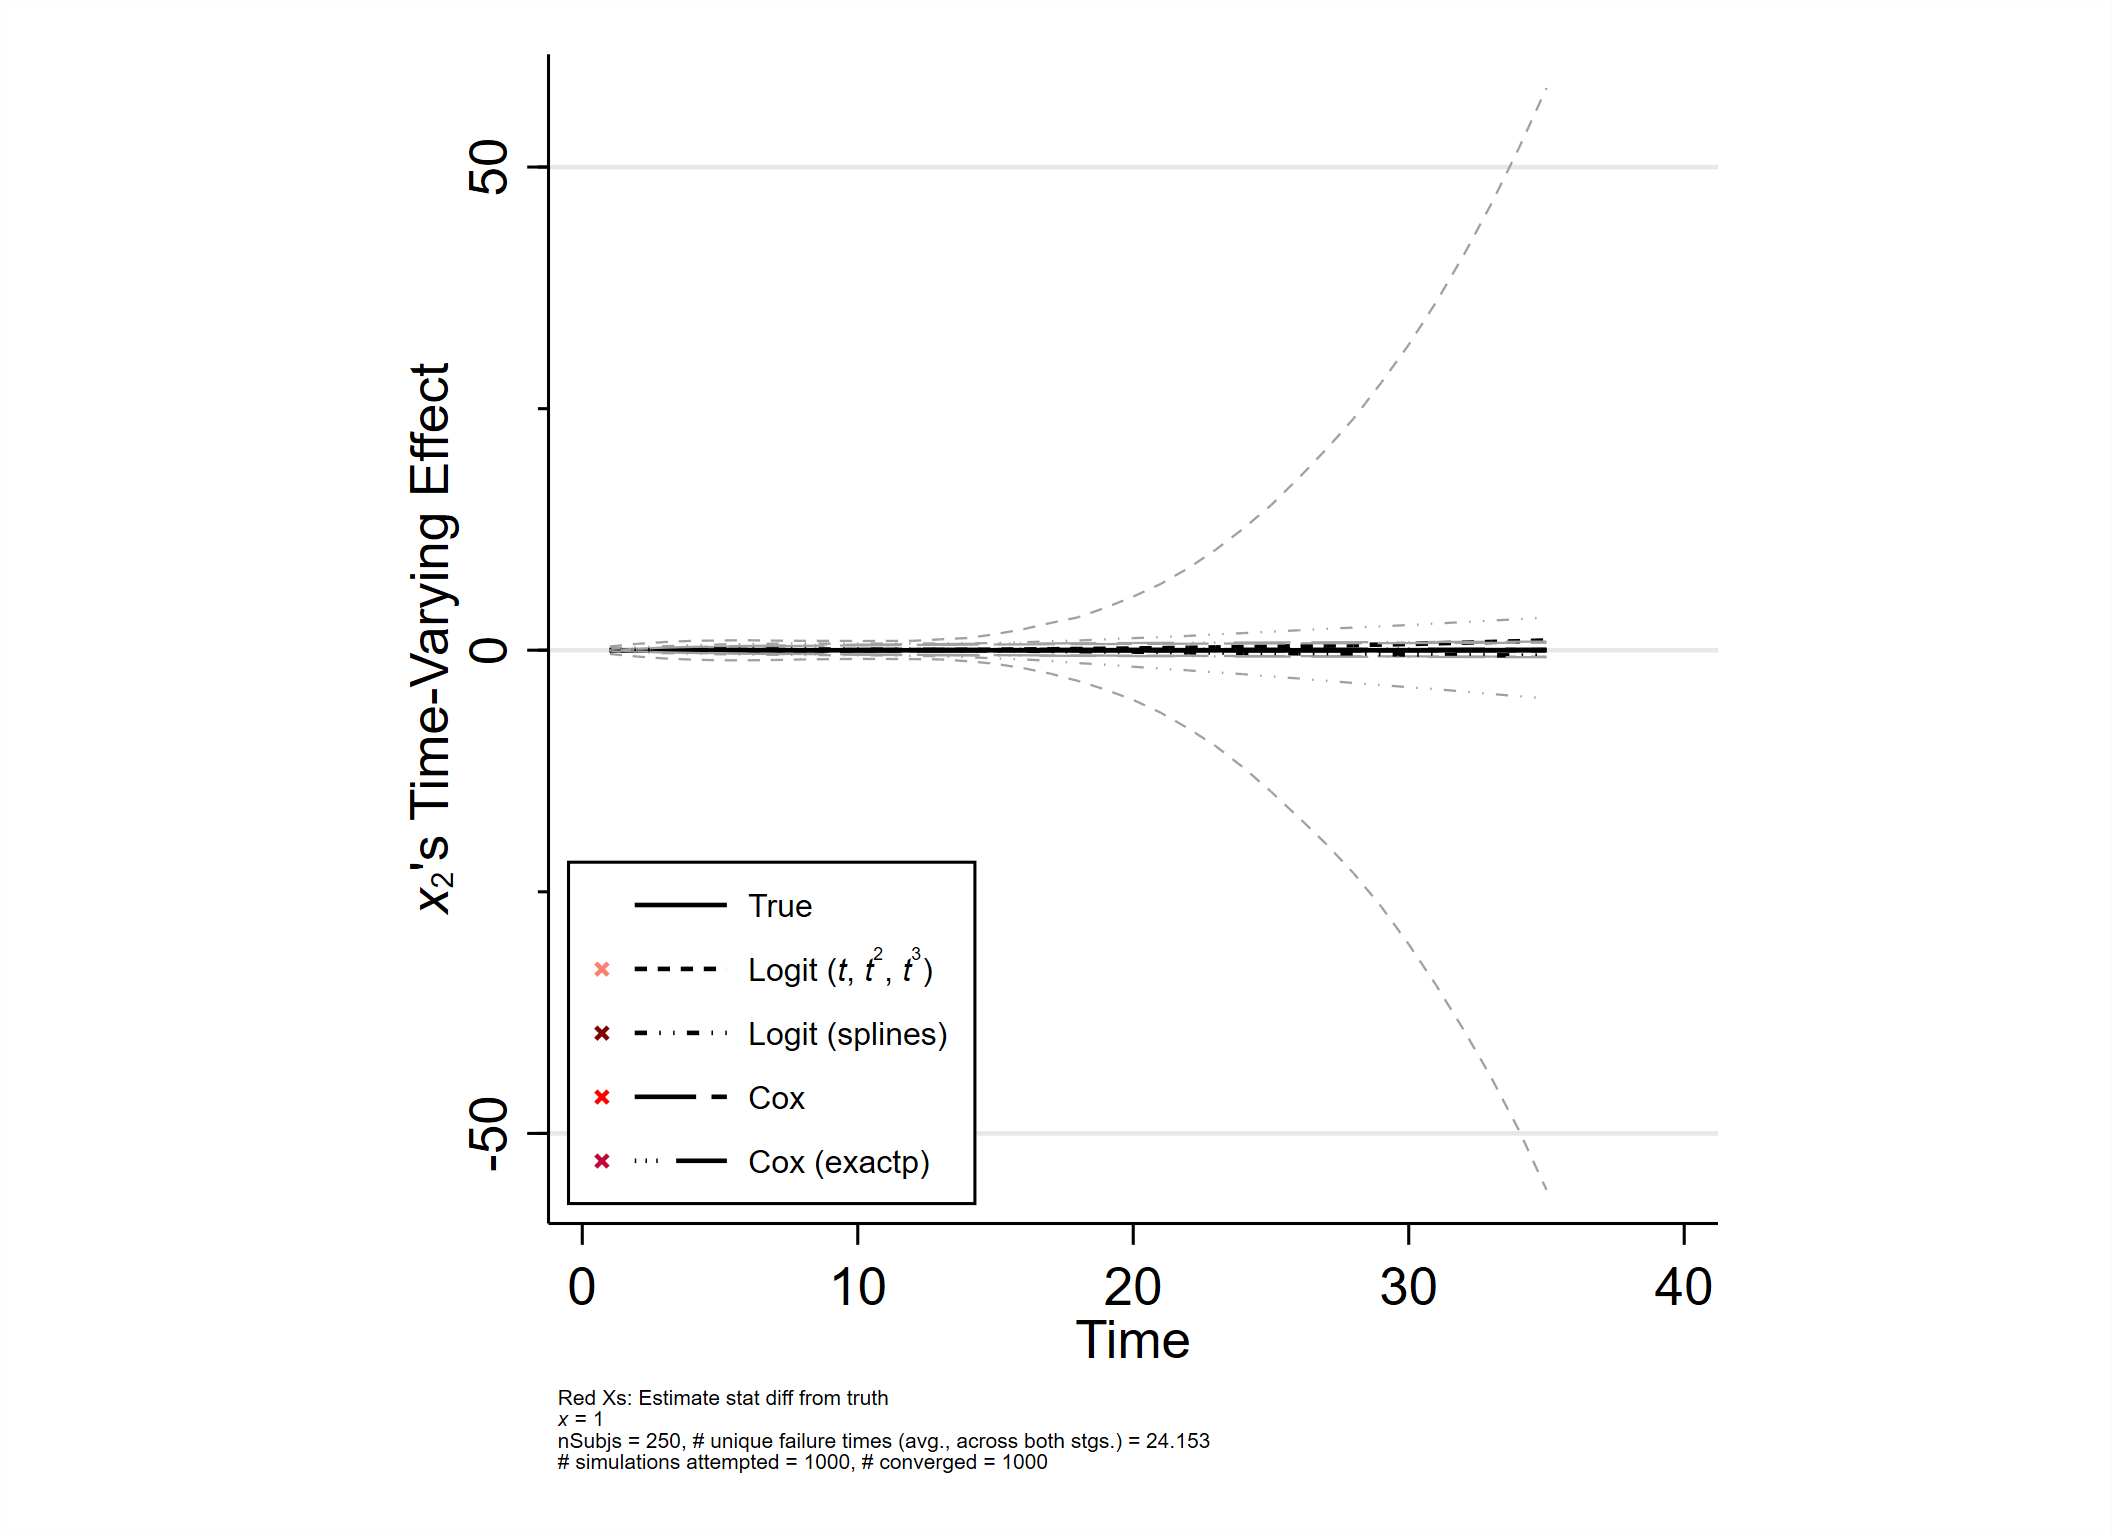 50
0
-50
x₂'s Time-Varying Effect
True
Logit (t, t², t³)
Logit (splines)
Cox
Cox (exactp)
0 10 20 30 40
Time
Red Xs: Estimate stat diff from truth
x = 1
nSubjs = 250, # unique failure times (avg., across both stgs.) = 24.153
# simulations attempted = 1000, # converged = 1000